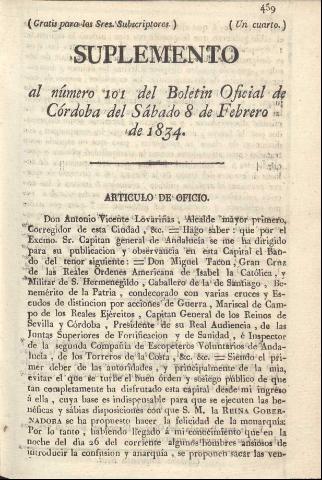 459
(Gratis para los Sres. Subscriptores) (Un cuarto.)
SUPLEMENTO
al número 101 del Boletin Oficial de
Córdoba del Sábado 8 de Febrero
de 1834.
ARTICULO DE OFICIO.
Don Antonio Vicente Lovariñas, Alcalde mayor primero,
Corregidor de esta Ciudad, &c. = Hago saber: que por el
Excmo. Sr. Capitan general de Andalucía se me ha dirigido
para su publicacion y observancia en esta Capital el Ban-
do del tenor siguiente: = Don Miguel Tacon, Gran Cruz
de las Reales Órdenes Americana de Isabel la Católica, y
Militar de S. Hermenegildo, Caballero de la de Santiago, Be-
nemérito de la Patria, condecorado con varias cruces y Es-
cudos de distincion por acciones de Guerra, Mariscal de Cam-
po de los Reales Ejércitos, Capitan General de los Reinos de
Sevilla y Córdoba, Presidente de su Real Audiencia, de las
Juntas Superiores de Fortificacion y de Sanidad, é Inspector
de la segunda Compañía de Escopeteros Voluntarios de Anda-
lucía, de los Torreros de la Costa, &c. &c. = Siendo el pri-
mer deber de las autoridades, y principalmente de la mia,
evitar el que se turbe el buen órden y sosiego público de que
tan completamente ha disfrutado esta capital desde mi ingreso
á ella, cuya base es indispensable para que se ejecuten las be-
néficas y sábias disposiciones con que S. M. la REINA GOBER-
NADORA se ha propuesto hacer la felicidad de la monarquía:
Por lo tanto, habiendo llegado á mi conocimiento que en la
noche del dia 26 del corriente algunos hombres ansiosos de
introducir la confusion y anarquía, se proponen sacar las ven-